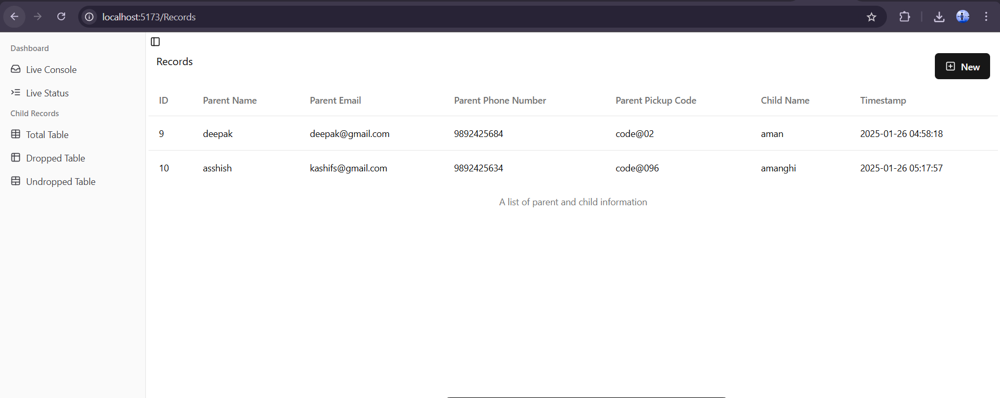 localhost:5173/Records
Dashboard
Live Console
Live Status
Child Records
Total Table
Dropped Table
Undropped Table
Records
New
ID Parent Name Parent Email Parent Phone Number Parent Pickup Code Child Name Timestamp
9 deepak deepak@gmail.com 9892425684 code@02 aman 2025-01-26 04:58:18
10 asshish kashifs@gmail.com 9892425634 code@096 amanghi 2025-01-26 05:17:57
A list of parent and child information